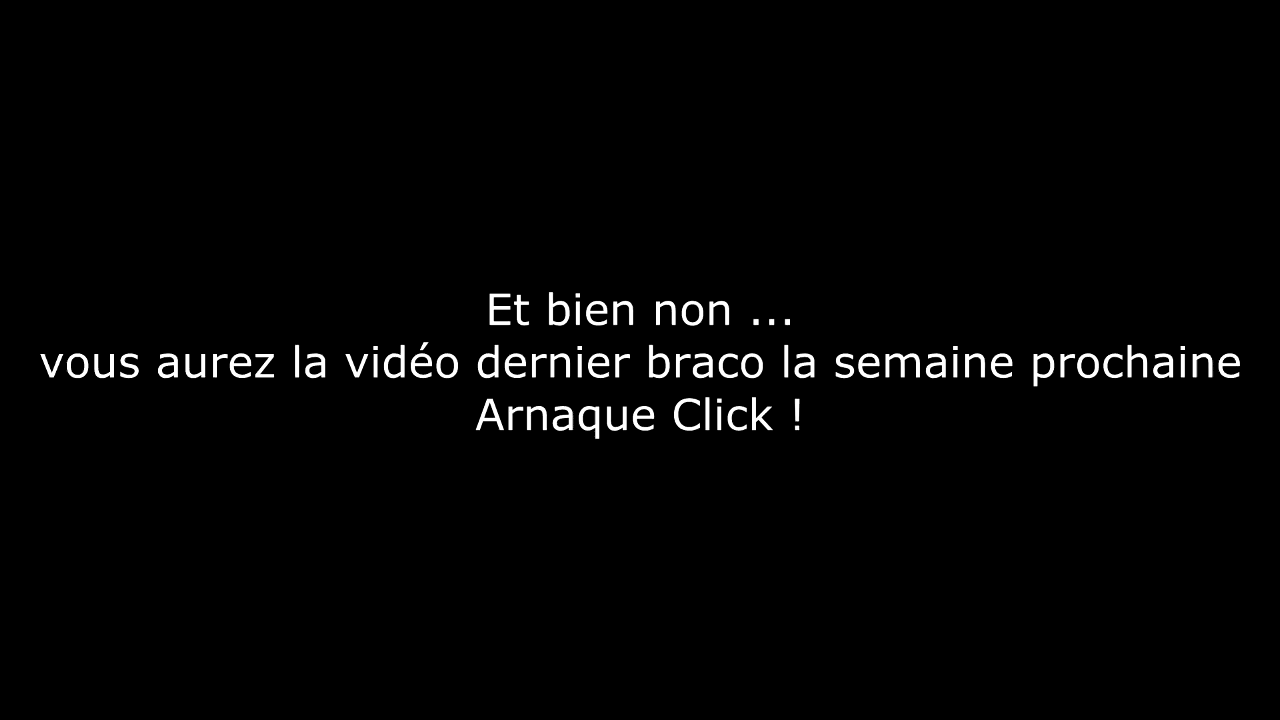 Et bien non ...
vous aurez la vidéo dernier braco la semaine prochaine
Arnaque Click !